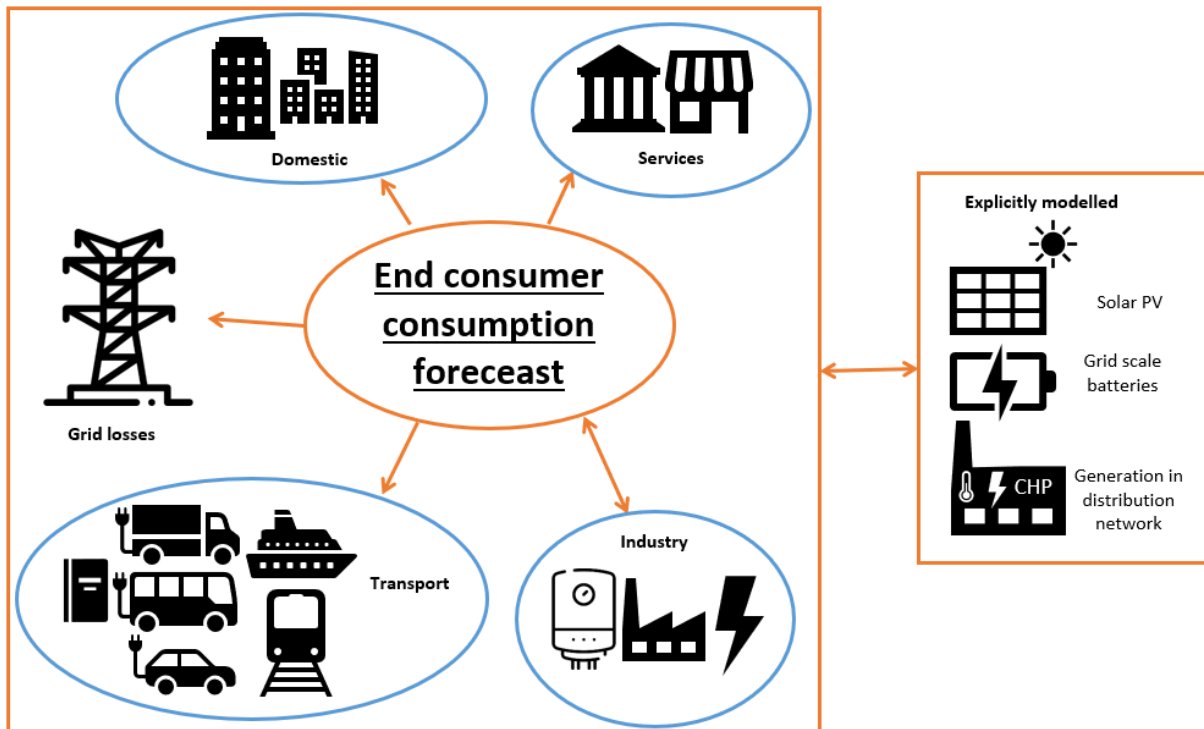 Domestic
Services
End consumer
consumption
foreceast
Grid losses
Transport
Industry
Explicitly modelled
Solar PV
Grid scale
batteries
CHP
Generation in
distribution
network